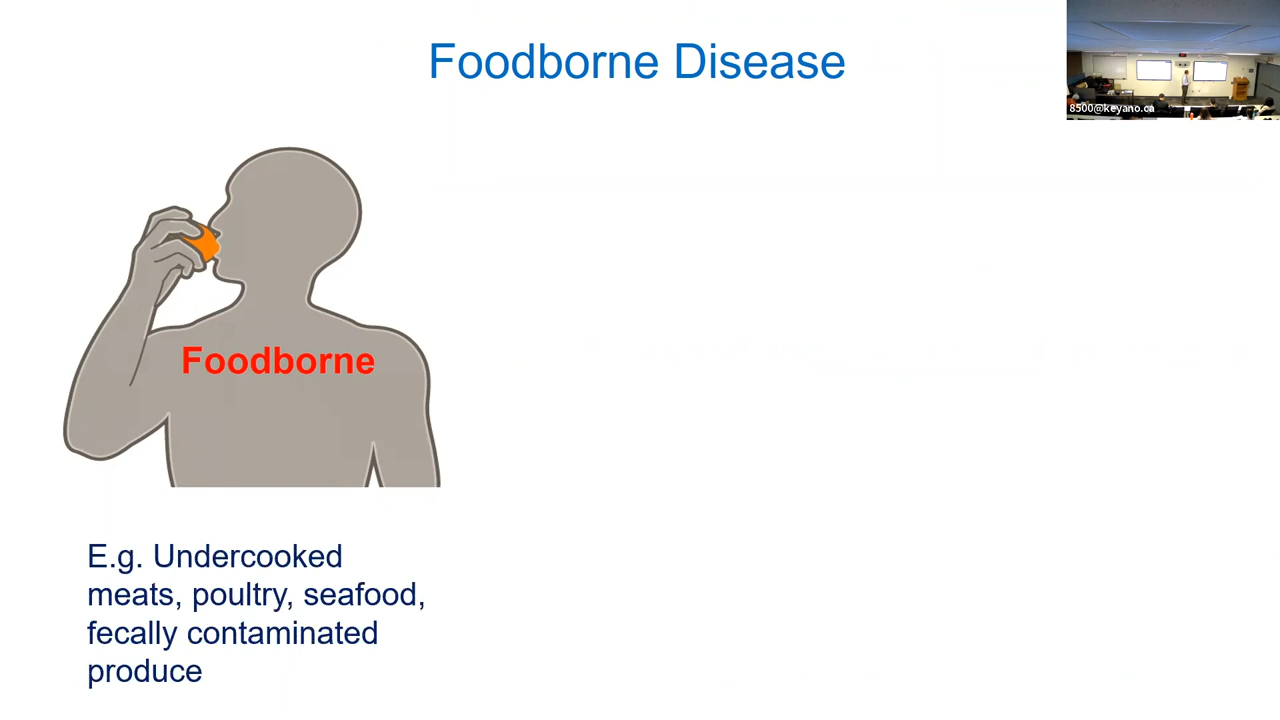 Foodborne Disease
8500@keyano.ca
Foodborne
E.g. Undercooked
meats, poultry, seafood,
fecally contaminated
produce